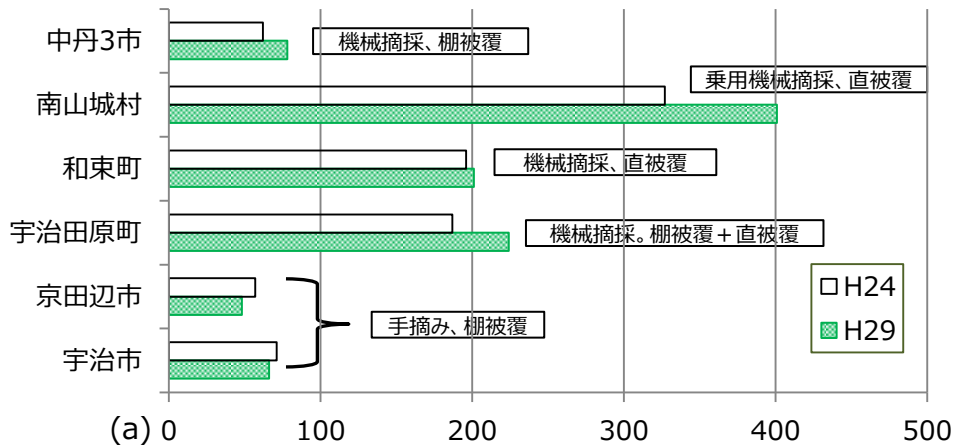 中丹3市
機械摘採、棚被覆
南山城村
乗用機械摘採、直被覆
和束町
機械摘採、直被覆
宇治田原町
機械摘採。棚被覆+直被覆
京田辺市
手摘み、棚被覆
宇治市
H24
H29
(a) 0 100 200 300 400 500